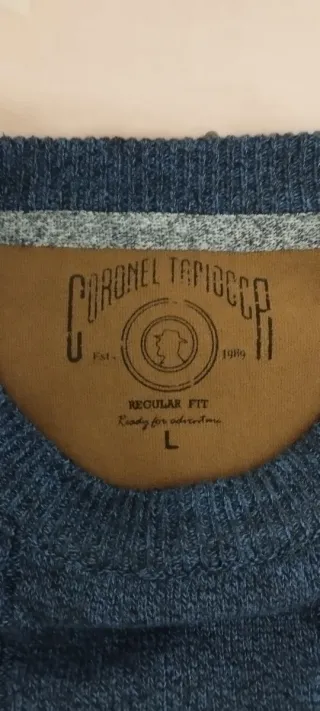 CORONEL TAPIOCCA
Est. 1989
REGULAR FIT
Ready for adventure
L